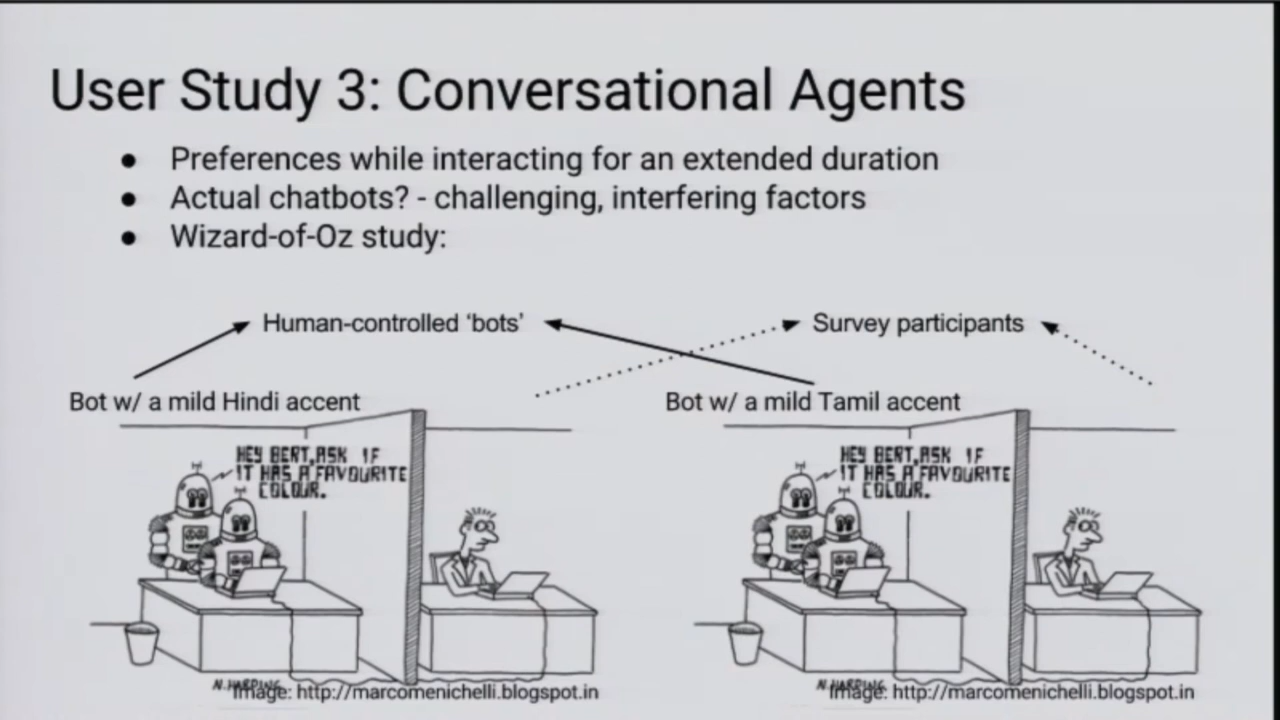 User Study 3: Conversational Agents
● Preferences while interacting for an extended duration
● Actual chatbots? - challenging, interfering factors
● Wizard-of-Oz study:
Human-controlled ‘bots’
Survey participants
Bot w/ a mild Hindi accent
Bot w/ a mild Tamil accent
HEY BERT, ASK IF
IT HAS A FAVOURITE
COLOUR.
HEY BERT, ASK IF
IT HAS A FAVOURITE
COLOUR.
N.HARDING
Image: http://marcomenichelli.blogspot.in
N.HARDING
Image: http://marcomenichelli.blogspot.in